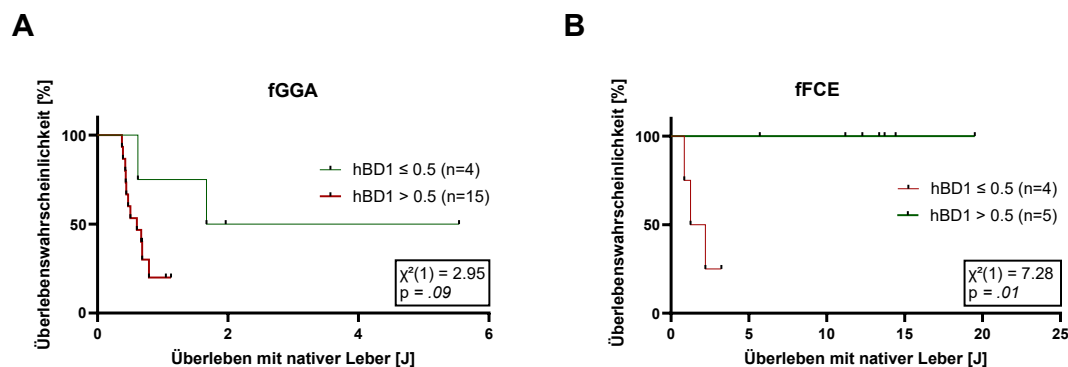 A
fGGA
Überlebenswahrscheinlichkeit [%]
100
50
0
hBD1 ≤ 0.5 (n=4)
hBD1 > 0.5 (n=15)
χ²(1) = 2.95
p = .09
0 2 4 6
Überleben mit nativer Leber [J]
B
fFCE
Überlebenswahrscheinlichkeit [%]
100
50
0
hBD1 ≤ 0.5 (n=4)
hBD1 > 0.5 (n=5)
χ²(1) = 7.28
p = .01
0 5 10 15 20 25
Überleben mit nativer Leber [J]